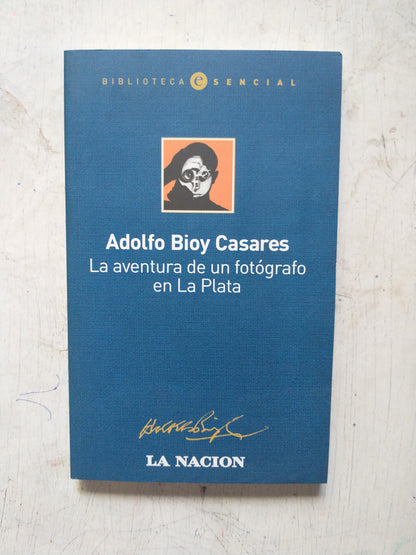 BIBLIOTECA eSENCIAL
Adolfo Bioy Casares
La aventura de un fotógrafo
en La Plata
LA NACION